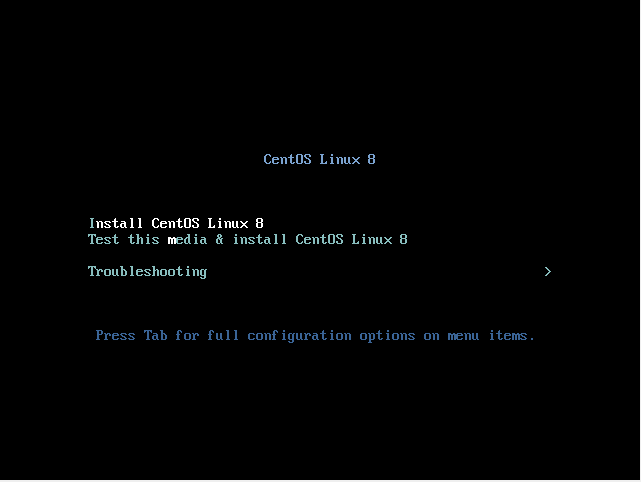 CentOS Linux 8
Install CentOS Linux 8
Test this media & install CentOS Linux 8
Troubleshooting >
Press Tab for full configuration options on menu items.